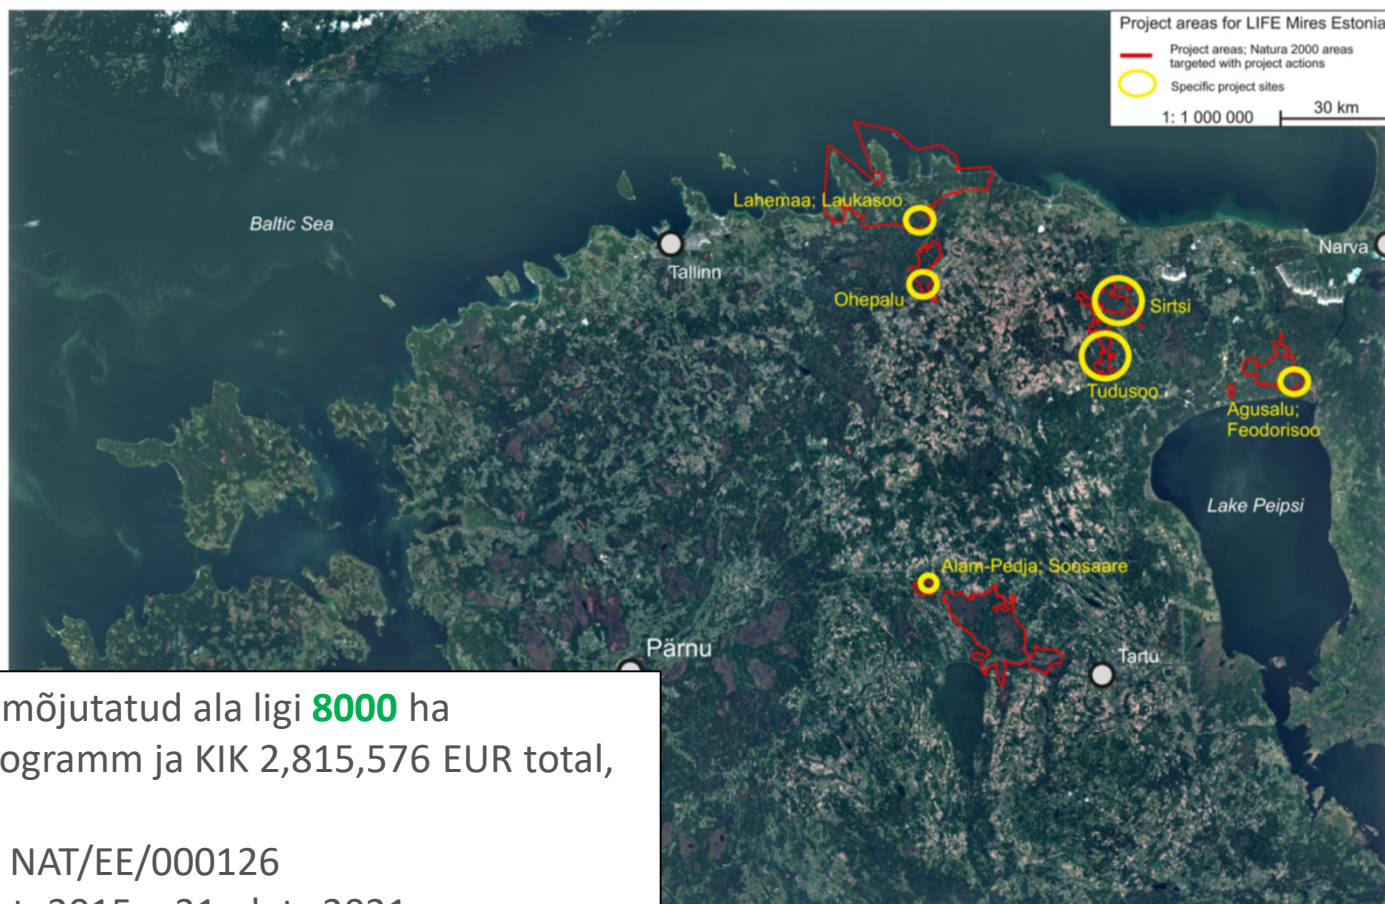 Project areas for LIFE Mires Estonia
Project areas; Natura 2000 areas
targeted with project actions
Specific project sites
1: 1 000 000
30 km
Lahemaa; Laukasoo
Baltic Sea
Tallinn
Narva
Ohepalu
Sirtsi
Tudusoo
Agusalu;
Feodorisoo
Lake Peipsi
Alam-Pedja; Soosaare
Pärnu
Tartu
mõjutatud ala ligi 8000 ha
ogramm ja KIK 2,815,576 EUR total,
NAT/EE/000126